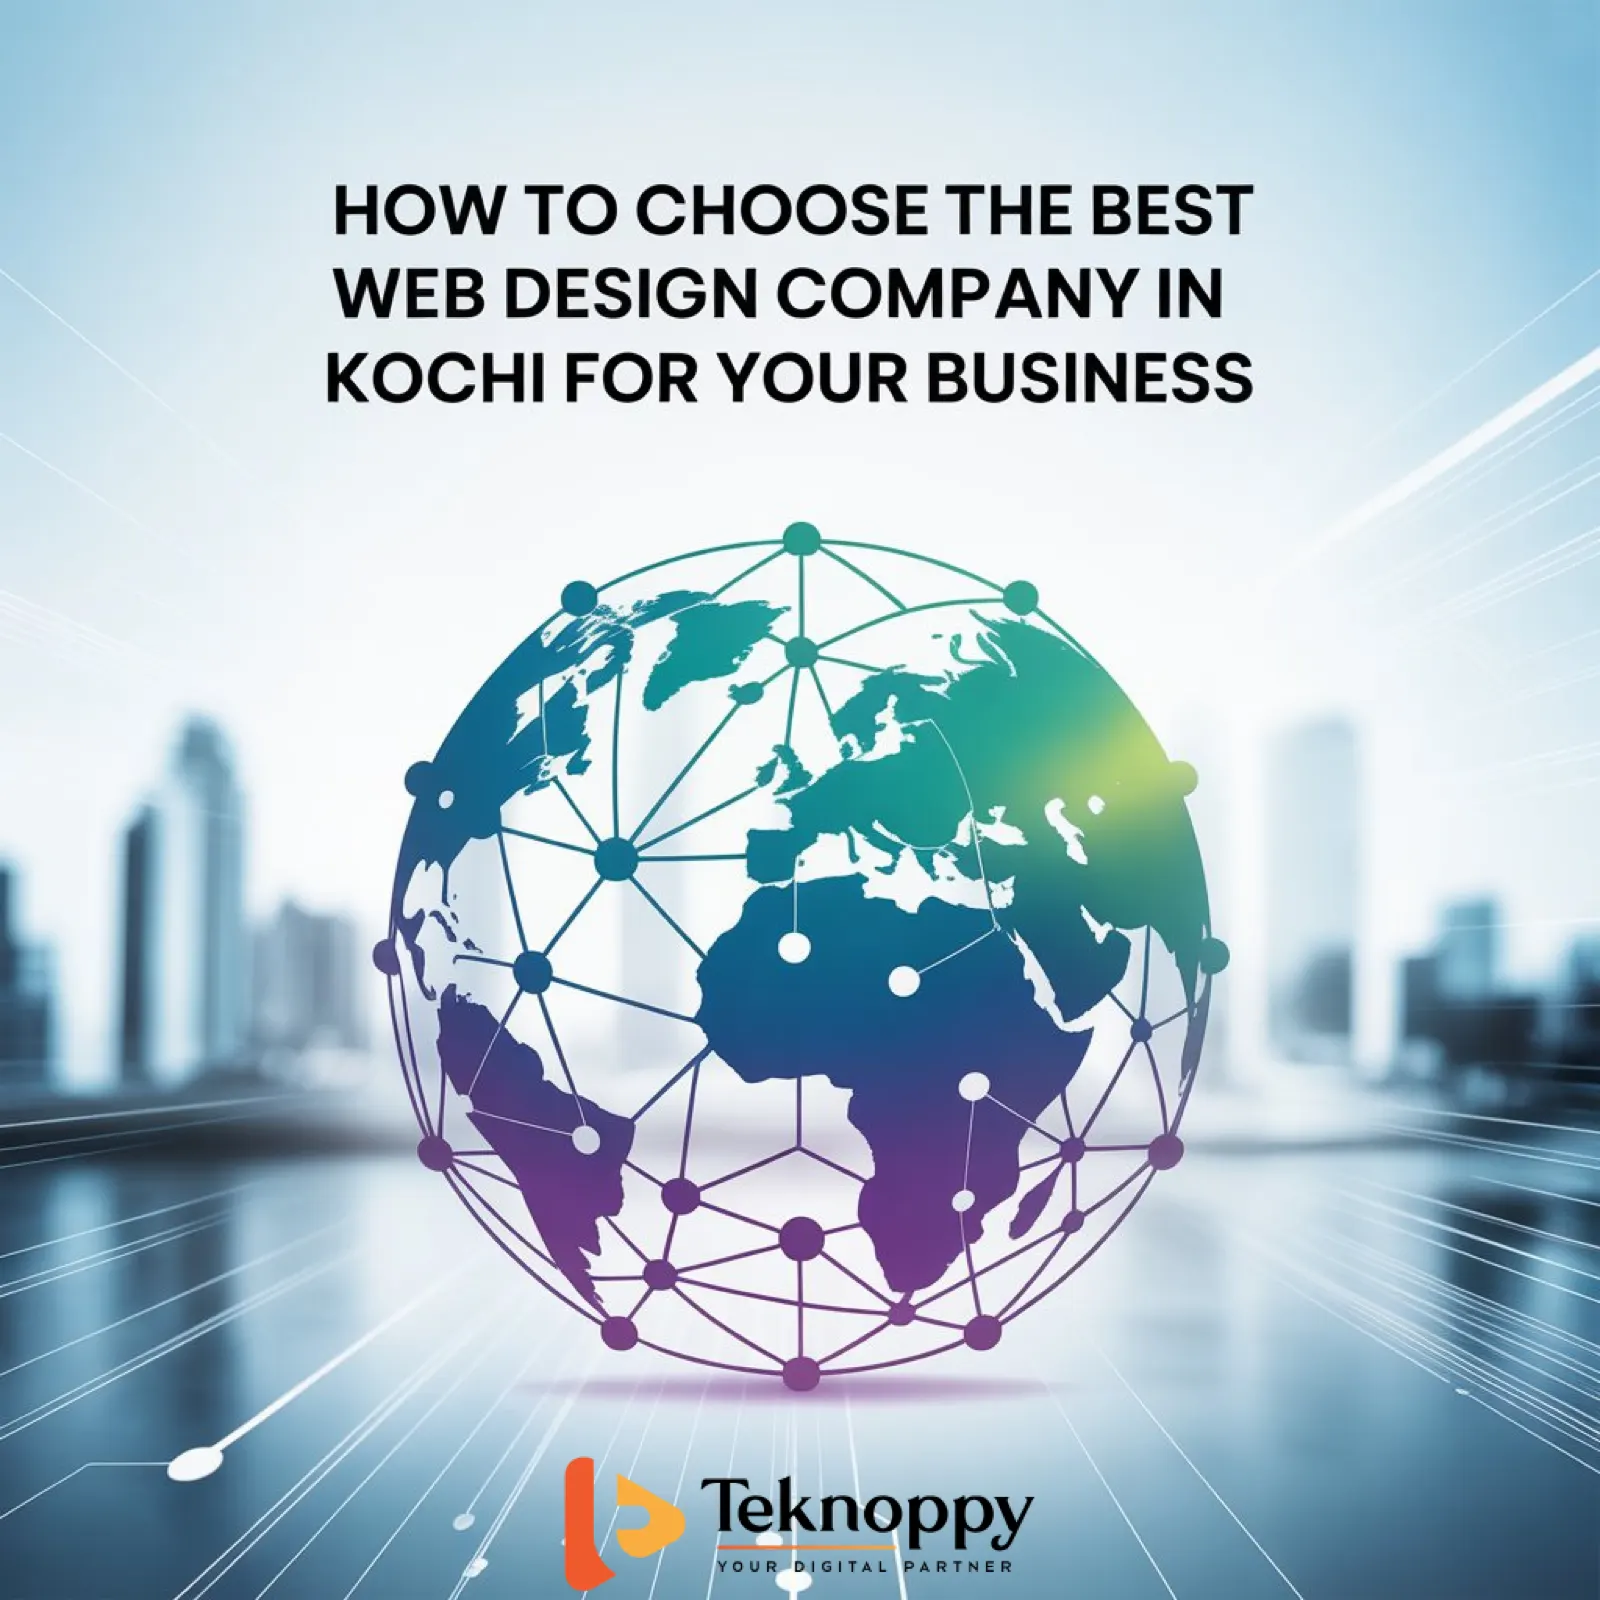 HOW TO CHOOSE THE BEST
WEB DESIGN COMPANY IN
KOCHI FOR YOUR BUSINESS
Teknoppy
YOUR DIGITAL PARTNER